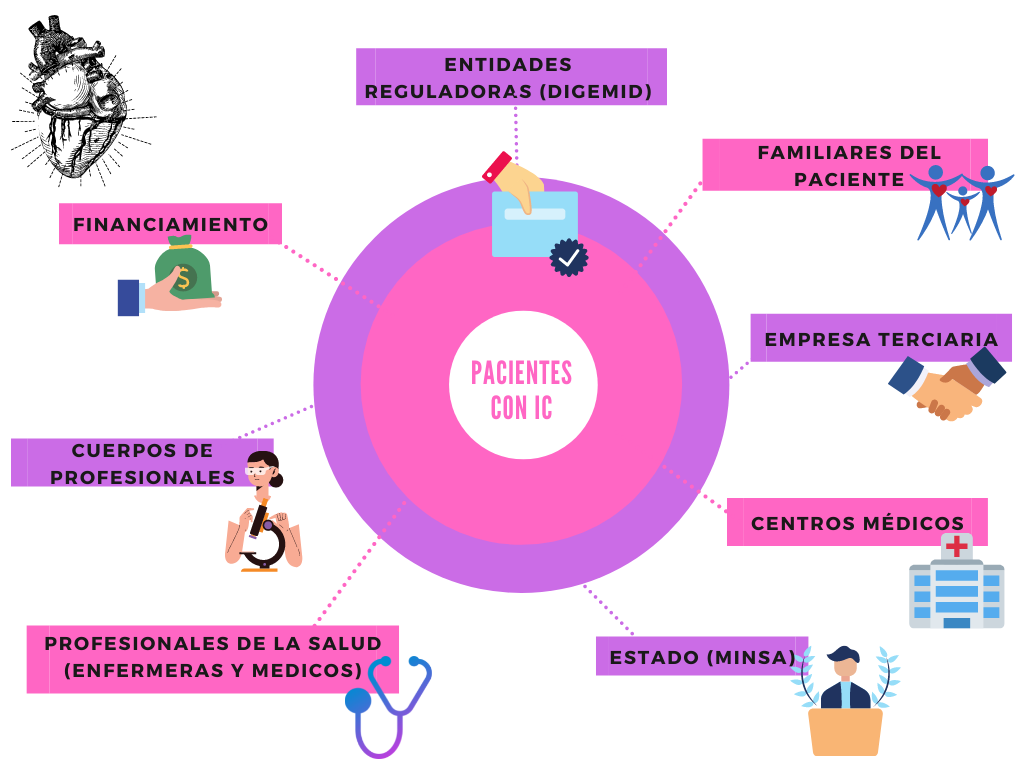 ENTIDADES
REGULADORAS (DIGEMID)
FAMILIARES DEL
PACIENTE
FINANCIAMIENTO
$
EMPRESA TERCIARIA
PACIENTES
CON IC
CUERPOS DE
PROFESIONALES
CENTROS MÉDICOS
PROFESIONALES DE LA SALUD
(ENFERMERAS Y MEDICOS)
ESTADO (MINSA)